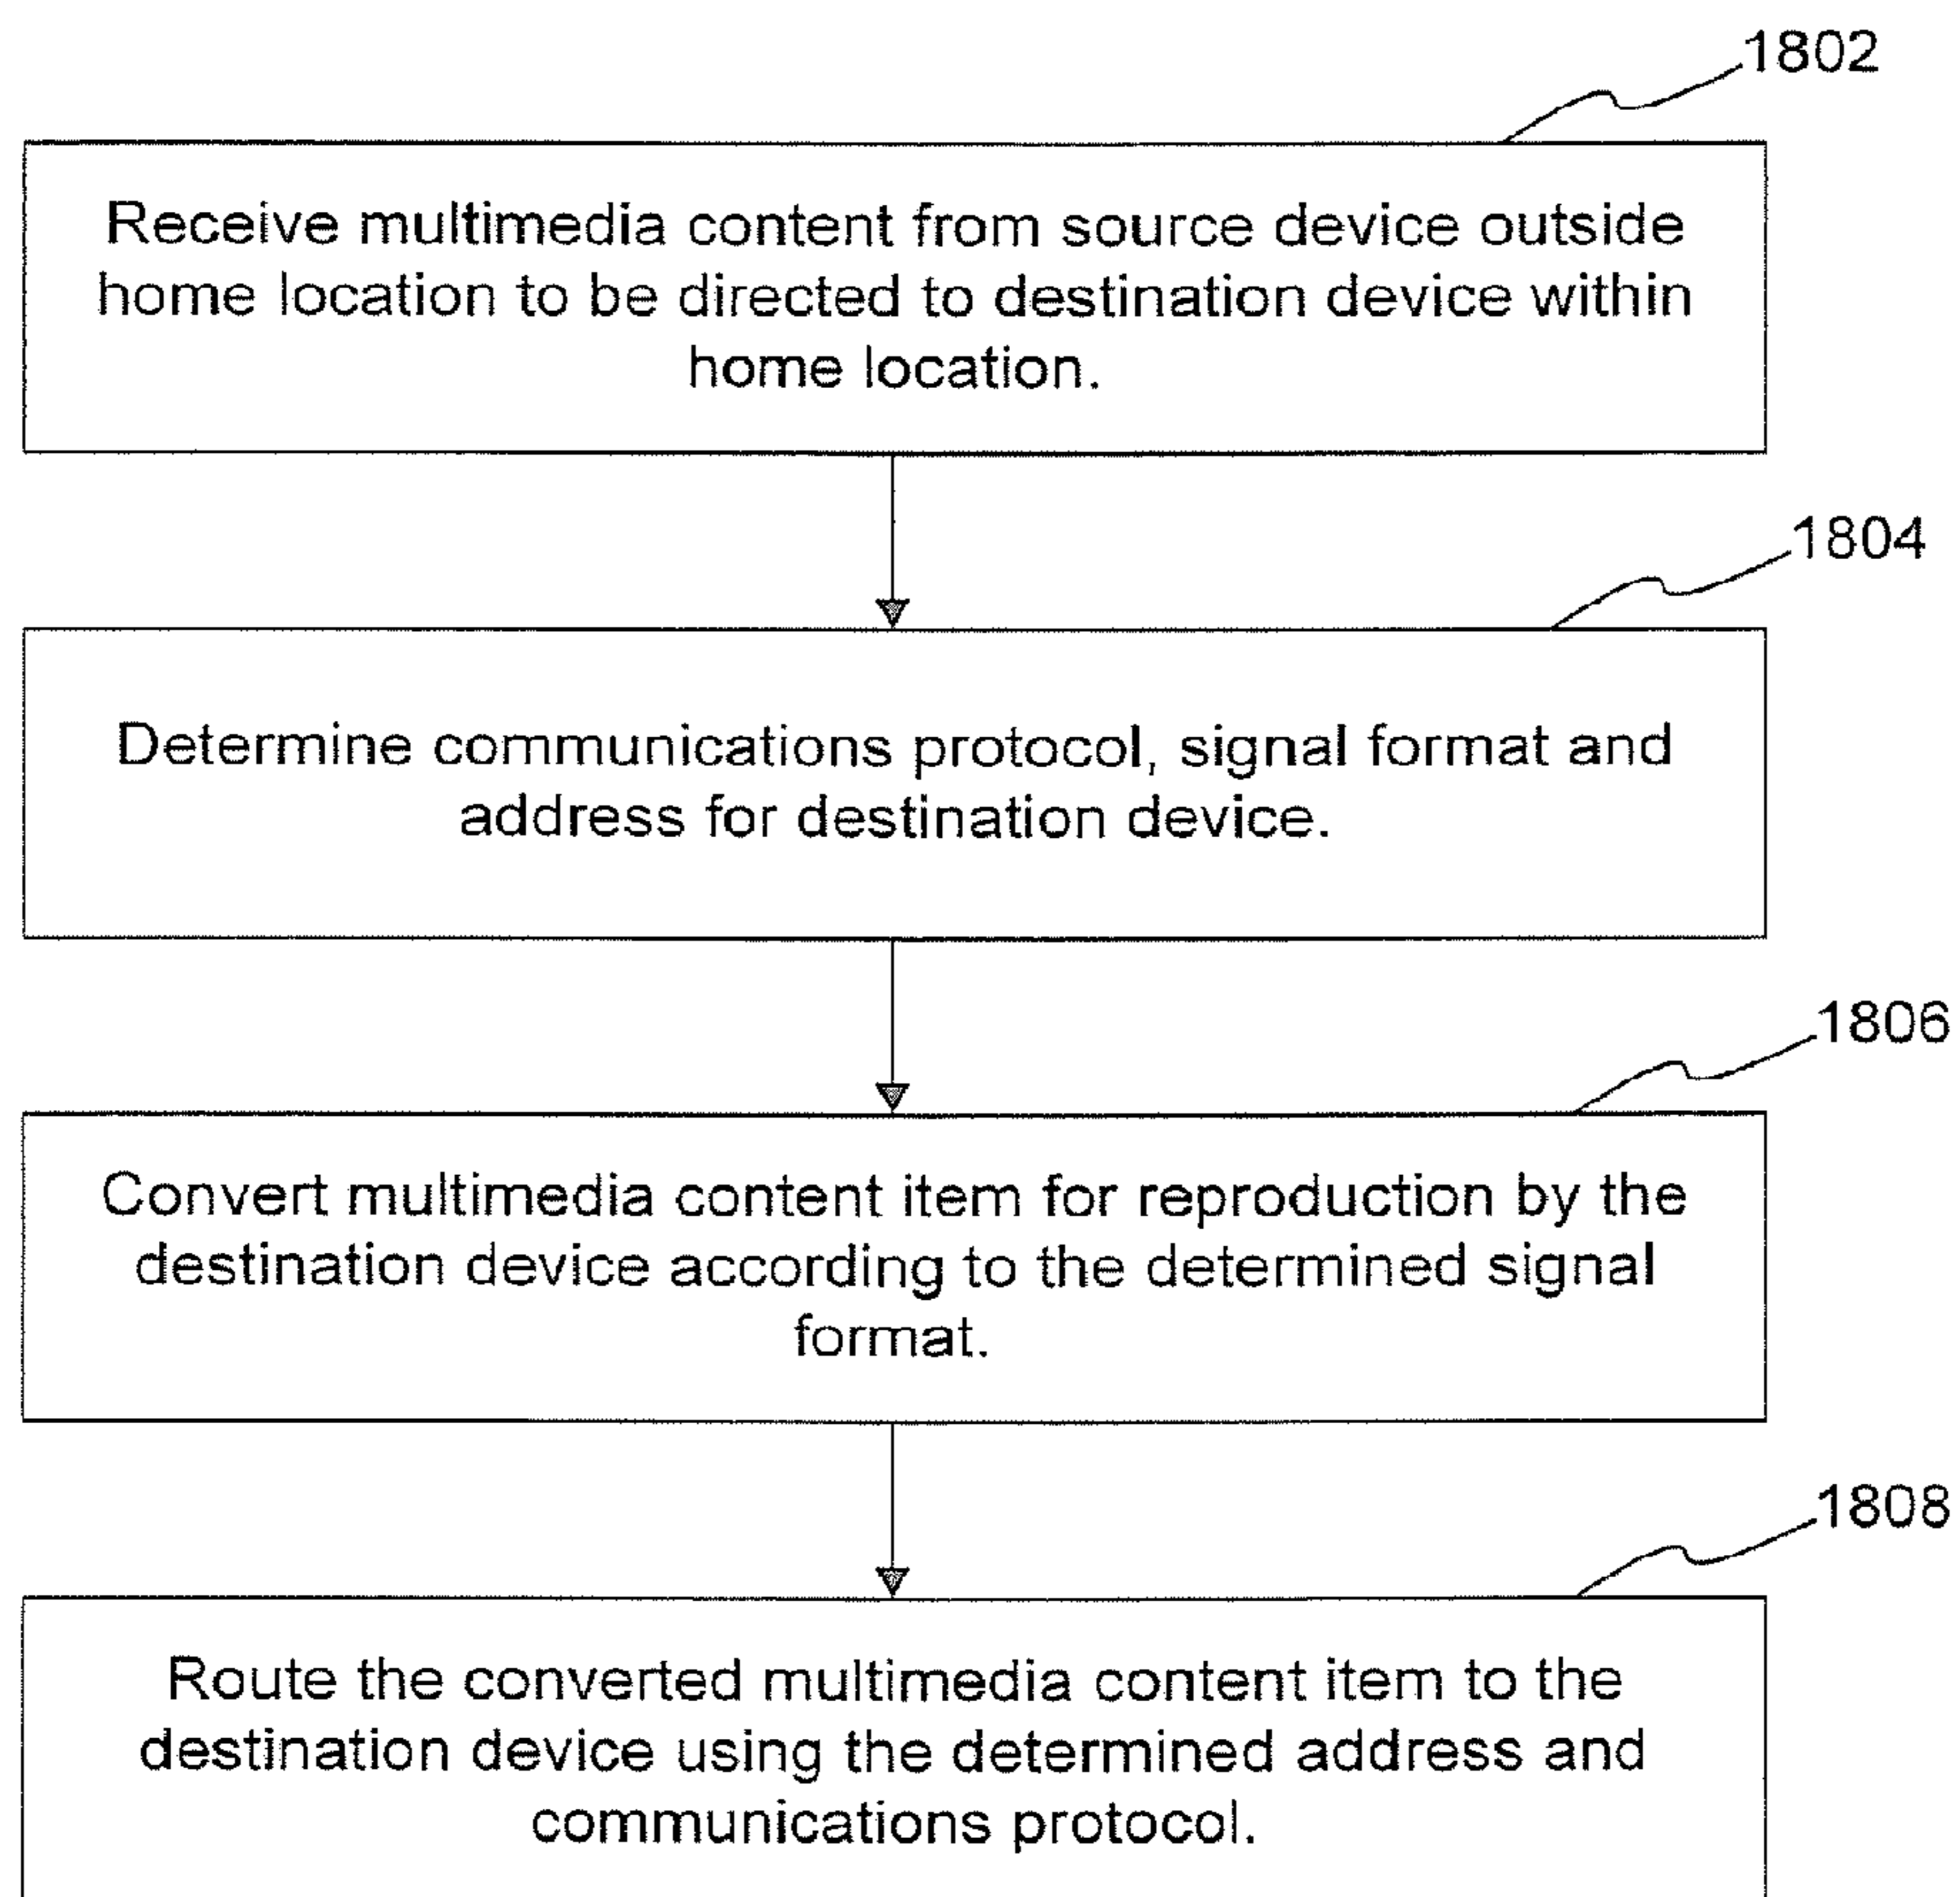 1802
Receive multimedia content from source device outside
home location to be directed to destination device within
home location.
1804
Determine communications protocol, signal format and
address for destination device.
1806
Convert multimedia content item for reproduction by the
destination device according to the determined signal
format.
1808
Route the converted multimedia content item to the
destination device using the determined address and
communications protocol.